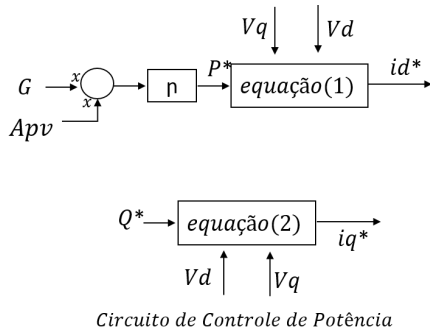 Vq Vd
G x n P* equação(1) id*
x
Apv
Q* equação(2) iq*
Vd Vq
Circuito de Controle de Potência